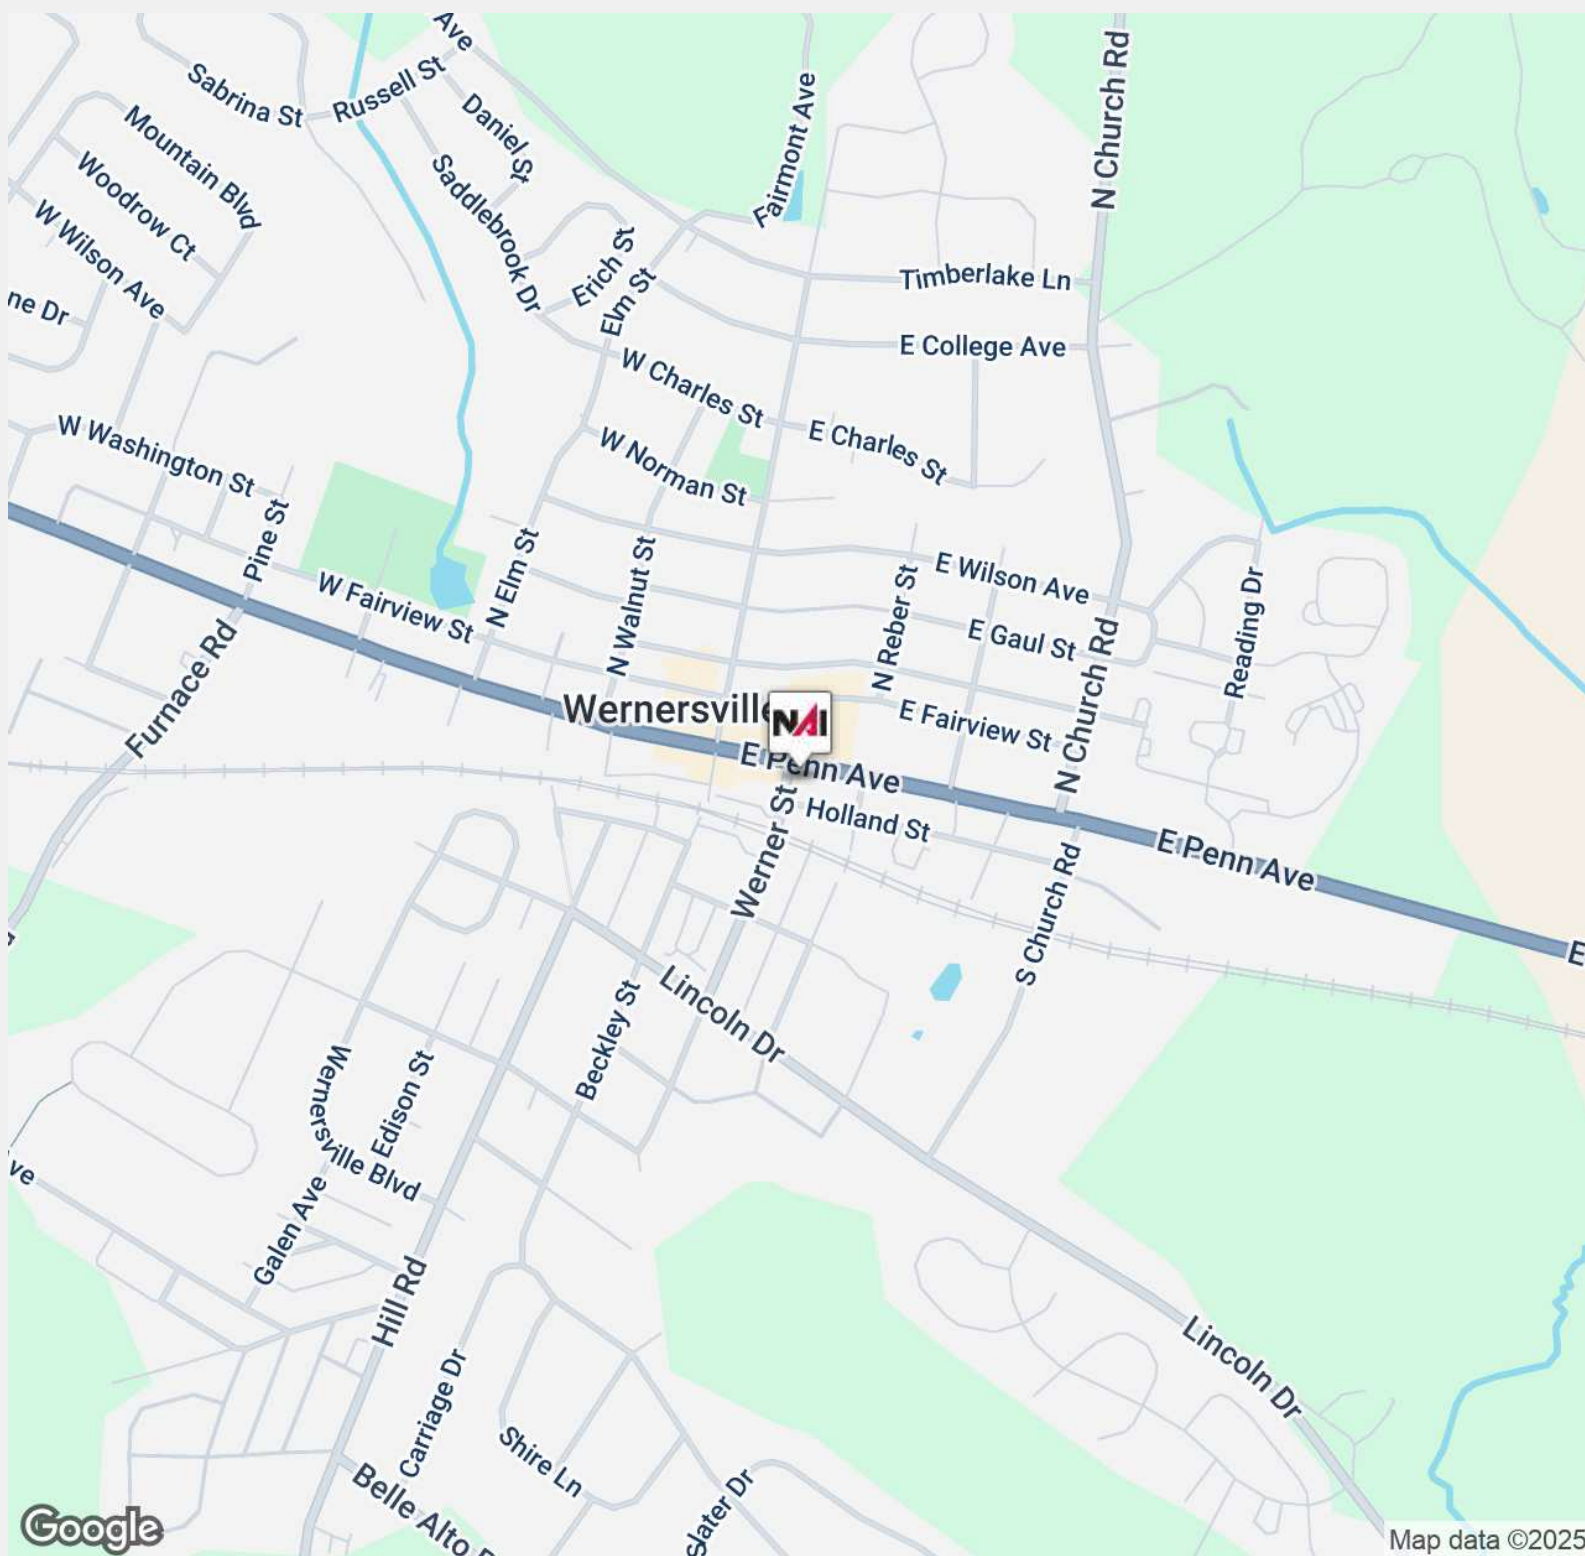 Ave
N Church Rd
Sabrina St
Russell St
Daniel St
Fairmont Ave
Mountain Blvd
Woodrow Ct
Saddlebrook Dr
W Wilson Ave
Erich St
Elm St
Timberlake Ln
ne Dr
E College Ave
W Charles St
E Charles St
W Washington St
W Norman St
Pine St
N Elm St
N Walnut St
E Wilson Ave
N Reber St
Reading Dr
W Fairview St
E Gaul St
Furnace Rd
N Church Rd
Wernersville
NAI
E Fairview St
E Penn Ave
Holland St
Werner St
E Penn Ave
S Church Rd
E
Lincoln Dr
Beckley St
Wernersville Blvd
Edison St
ve
Galen Ave
Hill Rd
Lincoln Dr
Carriage Dr
Shire Ln
Belle Alto
Slater Dr
Google
Map data ©2025